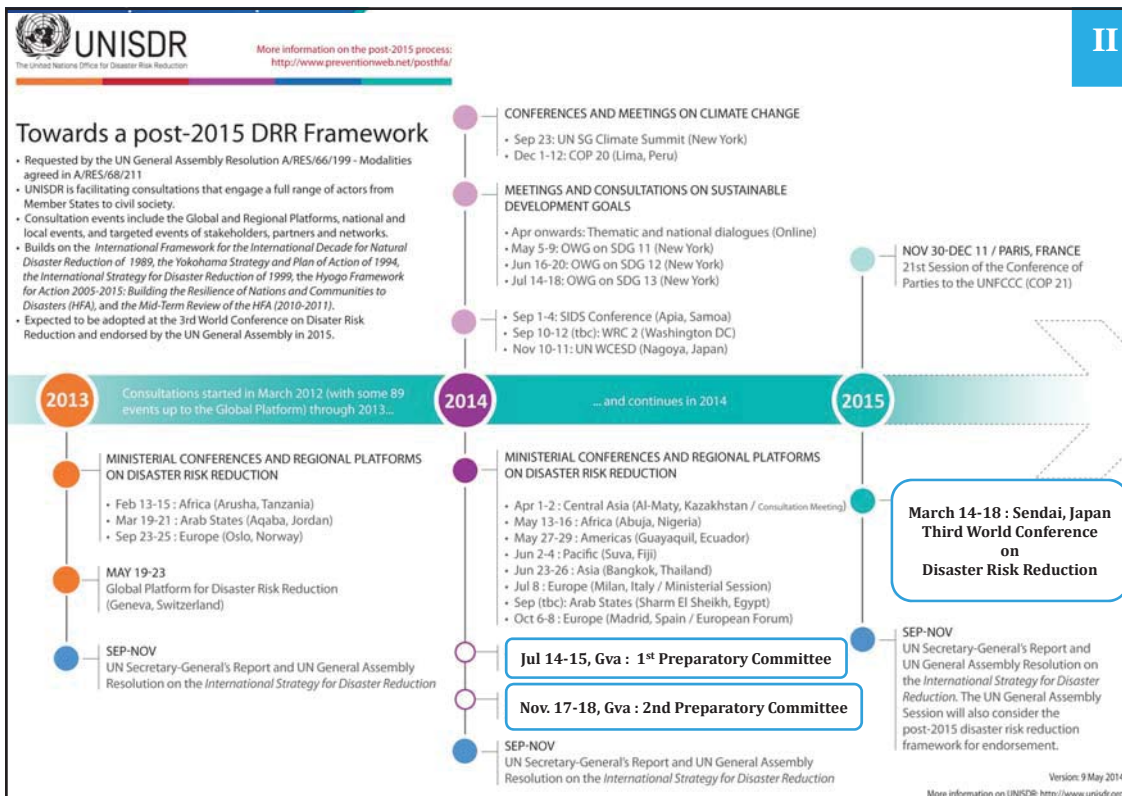 UNISDR
The United Nations Office for Disaster Risk Reduction
More information on the post-2015 process:
http://www.preventionweb.net/posthfa/
II
Towards a post-2015 DRR Framework
• Requested by the UN General Assembly Resolution A/RES/66/199 - Modalities
agreed in A/RES/68/211
• UNISDR is facilitating consultations that engage a full range of actors from
Member States to civil society.
• Consultation events include the Global and Regional Platforms, national and
local events, and targeted events of stakeholders, partners and networks.
• Builds on the International Framework for the International Decade for Natural
Disaster Reduction of 1989, the Yokohama Strategy and Plan of Action of 1994,
the International Strategy for Disaster Reduction of 1999, the Hyogo Framework
for Action 2005-2015: Building the Resilience of Nations and Communities to
Disasters (HFA), and the Mid-Term Review of the HFA (2010-2011).
• Expected to be adopted at the 3rd World Conference on Disater Risk
Reduction and endorsed by the UN General Assembly in 2015.
CONFERENCES AND MEETINGS ON CLIMATE CHANGE
• Sep 23: UN SG Climate Summit (New York)
• Dec 1-12: COP 20 (Lima, Peru)
MEETINGS AND CONSULTATIONS ON SUSTAINABLE
DEVELOPMENT GOALS
• Apr onwards: Thematic and national dialogues (Online)
• May 5-9: OWG on SDG 11 (New York)
• Jun 16-20: OWG on SDG 12 (New York)
• Jul 14-18: OWG on SDG 13 (New York)
• Sep 1-4: SIDS Conference (Apia, Samoa)
• Sep 10-12 (tbc): WRC 2 (Washington DC)
• Nov 10-11: UN WCESD (Nagoya, Japan)
NOV 30-DEC 11 / PARIS, FRANCE
21st Session of the Conference of
Parties to the UNFCCC (COP 21)
2013
Consultations started in March 2012 (with some 89
events up to the Global Platform) through 2013...
2014
... and continues in 2014
2015
MINISTERIAL CONFERENCES AND REGIONAL PLATFORMS
ON DISASTER RISK REDUCTION
• Feb 13-15 : Africa (Arusha, Tanzania)
• Mar 19-21 : Arab States (Aqaba, Jordan)
• Sep 23-25 : Europe (Oslo, Norway)
MAY 19-23
Global Platform for Disaster Risk Reduction
(Geneva, Switzerland)
SEP-NOV
UN Secretary-General's Report and UN General Assembly
Resolution on the International Strategy for Disaster Reduction
MINISTERIAL CONFERENCES AND REGIONAL PLATFORMS
ON DISASTER RISK REDUCTION
• Apr 1-2 : Central Asia (Al-Maty, Kazakhstan / Consultation Meeting)
• May 13-16 : Africa (Abuja, Nigeria)
• May 27-29 : Americas (Guayaquil, Ecuador)
• Jun 2-4 : Pacific (Suva, Fiji)
• Jun 23-26 : Asia (Bangkok, Thailand)
• Jul 8 : Europe (Milan, Italy / Ministerial Session)
• Sep (tbc): Arab States (Sharm El Sheikh, Egypt)
• Oct 6-8 : Europe (Madrid, Spain / European Forum)
Jul 14-15, Gva : 1st Preparatory Committee
Nov. 17-18, Gva : 2nd Preparatory Committee
SEP-NOV
UN Secretary-General's Report and UN General Assembly
Resolution on the International Strategy for Disaster Reduction
March 14-18 : Sendai, Japan
Third World Conference
on
Disaster Risk Reduction
SEP-NOV
UN Secretary-General's Report and
UN General Assembly Resolution on
the International Strategy for Disaster
Reduction. The UN General Assembly
Session will also consider the
post-2015 disaster risk reduction
framework for endorsement.
Version: 9 May 2014
More information on UNISDR: http://www.unisdr.org